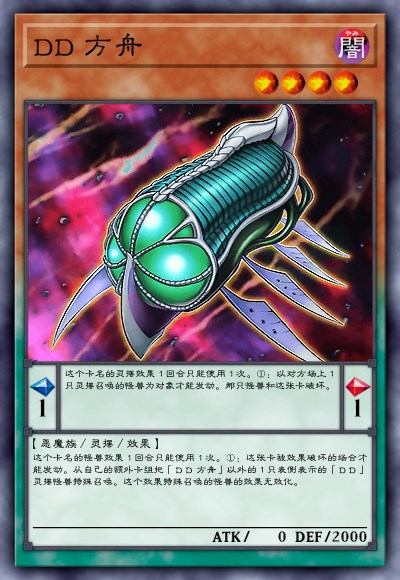 DD方舟
やみ
闇
这个卡名的灵摆效果1回合只能使用1次。①：以对方场上1
只灵摆召唤的怪兽为对象才能发动。那只怪兽和这张卡破坏。
1
1
【恶魔族／灵摆／效果】
这个卡名的怪兽效果1回合只能使用1次。①：这张卡被效果破坏的场合才
能发动。从自己的额外卡组把「DD方舟」以外的1只表侧表示的「DD」
灵摆怪兽特殊召唤。这个效果特殊召唤的怪兽的效果无效化。
ATK/ 0 DEF/2000